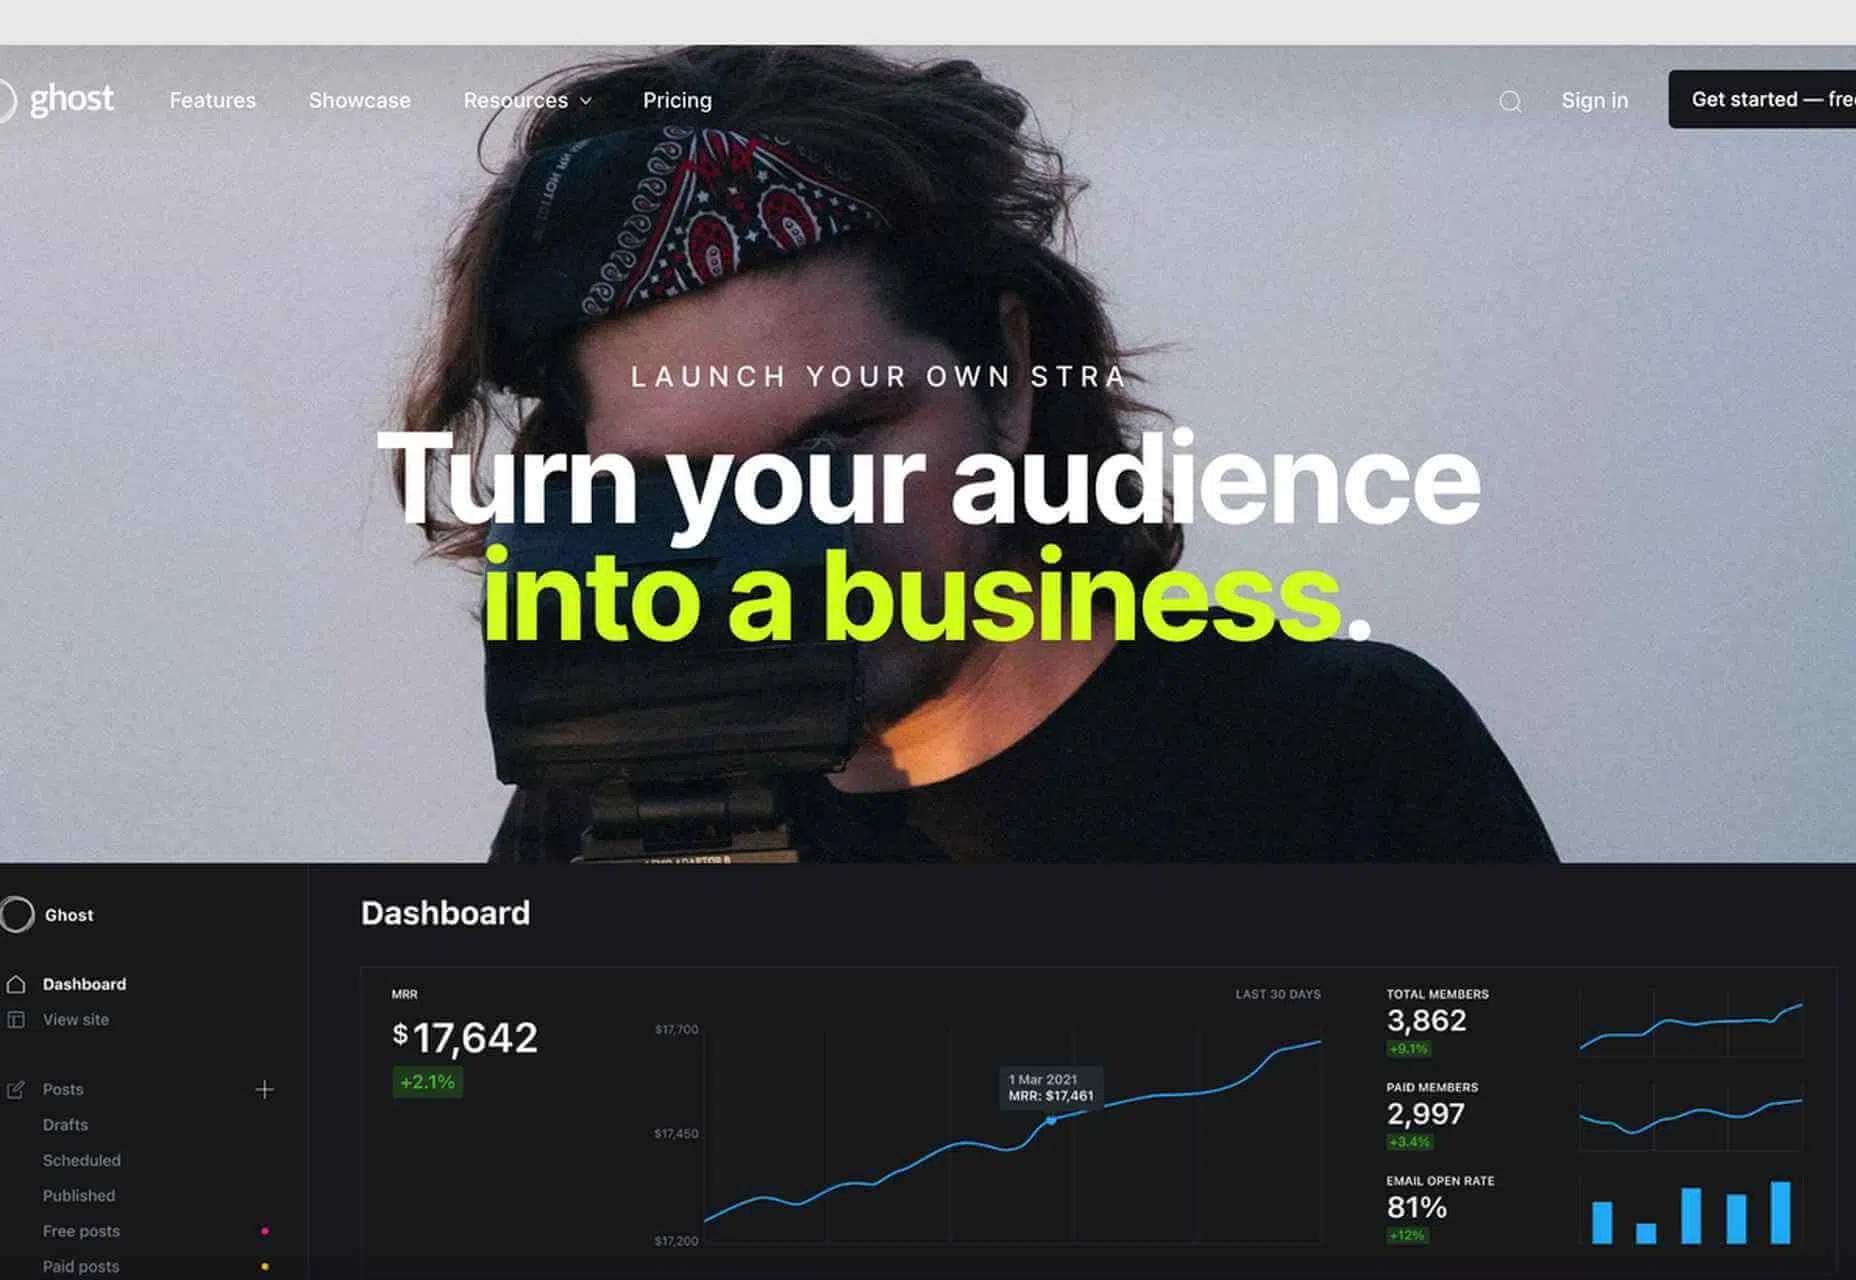 ghost Features Showcase Resources Pricing Sign in Get started — free
LAUNCH YOUR OWN STRA
Turn your audience
into a business.
Ghost
Dashboard
View site
Posts
Drafts
Scheduled
Published
Free posts
Paid posts
Dashboard
MRR
$17,642
+2.1%
LAST 30 DAYS
$17,700
$17,450
$17,200
1 Mar 2021
MRR: $17,461
TOTAL MEMBERS
3,862
+9.1%
PAID MEMBERS
2,997
+3.4%
EMAIL OPEN RATE
81%
+12%